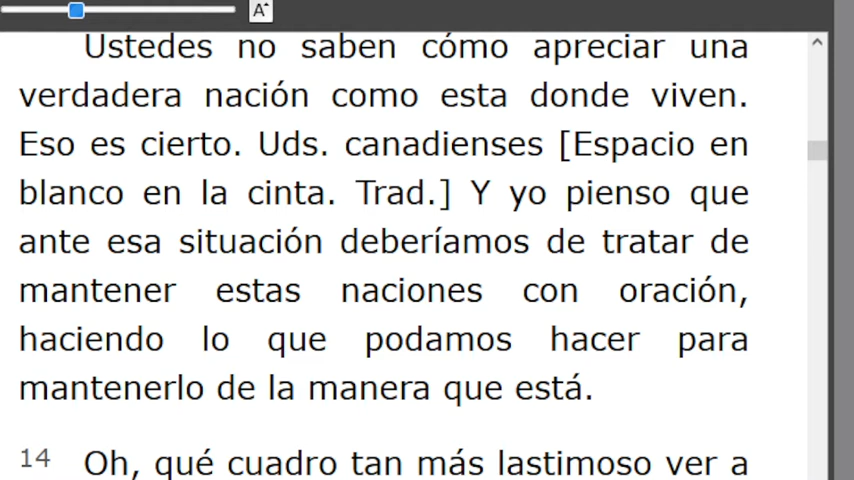 A
Ustedes no saben cómo apreciar una
verdadera nación como esta donde viven.
Eso es cierto. Uds. canadienses [Espacio en
blanco en la cinta. Trad.] Y yo pienso que
ante esa situación deberíamos de tratar de
mantener estas naciones con oración,
haciendo lo que podamos hacer para
mantenerlo de la manera que está.
14 Oh, qué cuadro tan más lastimoso ver a